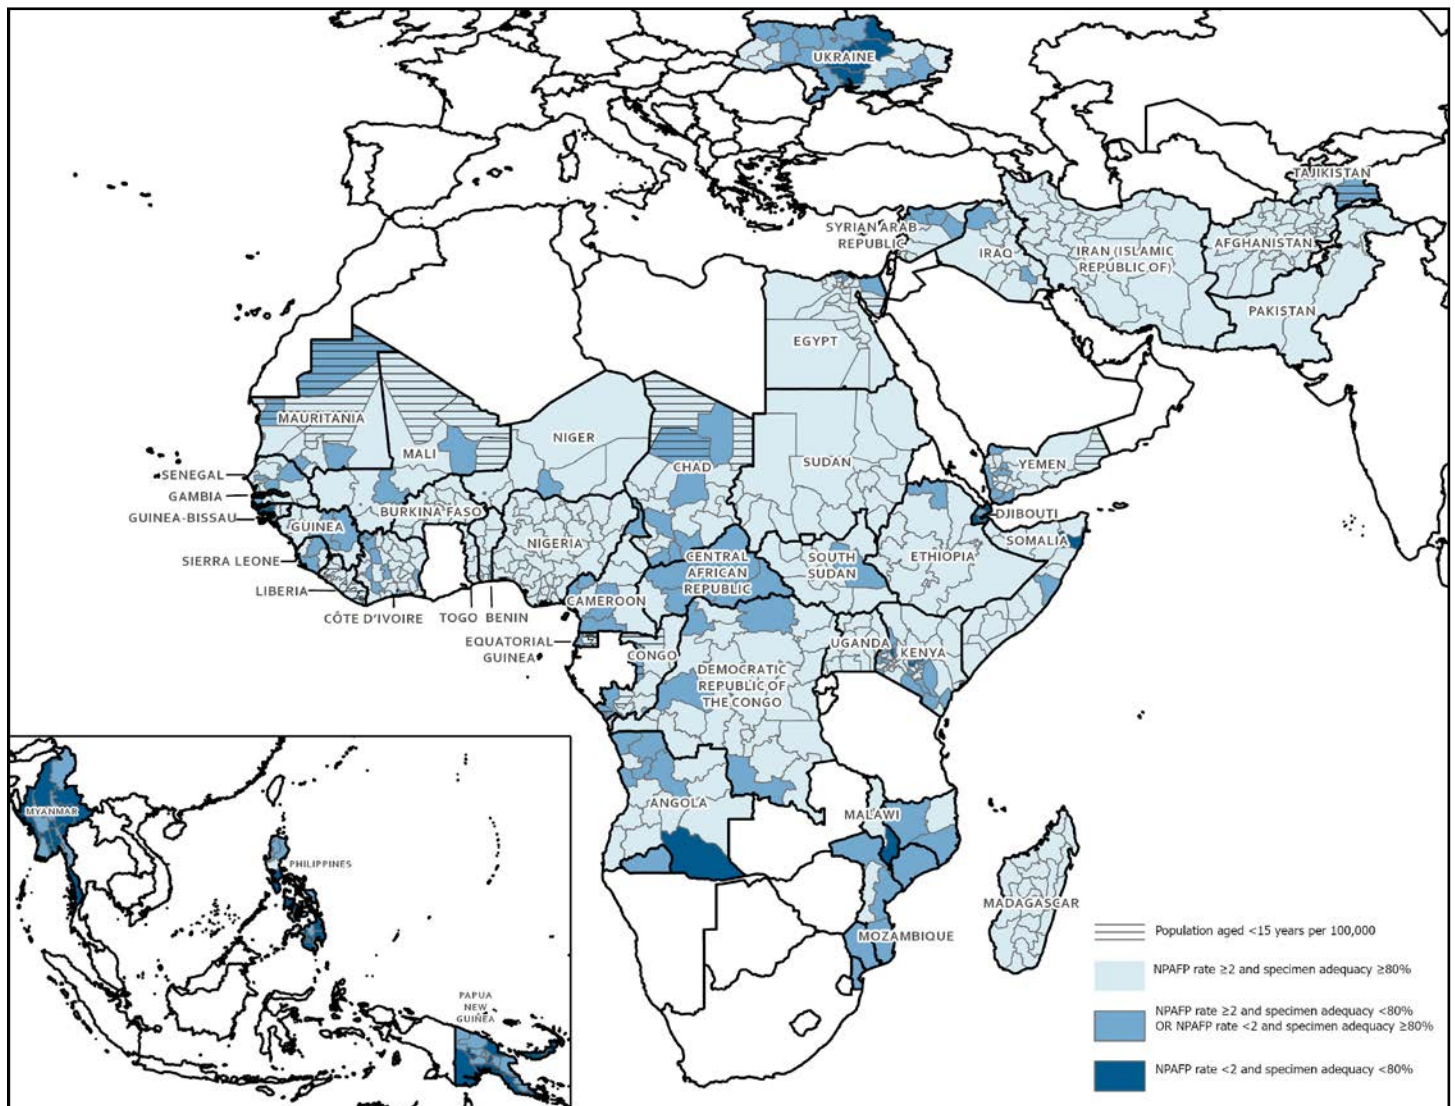 UKRAINE
TAJIKISTAN
SYRIAN ARAB
REPUBLIC
IRAQ
IRAN (ISLAMIC
REPUBLIC OF)
AFGHANISTAN
PAKISTAN
EGYPT
MAURITANIA
MALI
NIGER
CHAD
SUDAN
YEMEN
SENEGAL
GAMBIA
GUINEA-BISSAU
GUINEA
BURKINA FASO
NIGERIA
DJIBOUTI
SOMALIA
ETHIOPIA
SIERRA LEONE
LIBERIA
CÔTE D'IVOIRE
TOGO
BENIN
CENTRAL
AFRICAN
REPUBLIC
SOUTH
SUDAN
CAMEROON
EQUATORIAL
GUINEA
CONGO
UGANDA
KENYA
DEMOCRATIC
REPUBLIC OF
THE CONGO
ANGOLA
MALAWI
MADAGASCAR
MOZAMBIQUE
MYANMAR
PHILIPPINES
PAPUA
NEW
GUINEA
Population aged <15 years per 100,000
NPAFP rate ≥2 and specimen adequacy ≥80%
NPAFP rate ≥2 and specimen adequacy <80%
OR NPAFP rate <2 and specimen adequacy ≥80%
NPAFP rate <2 and specimen adequacy <80%